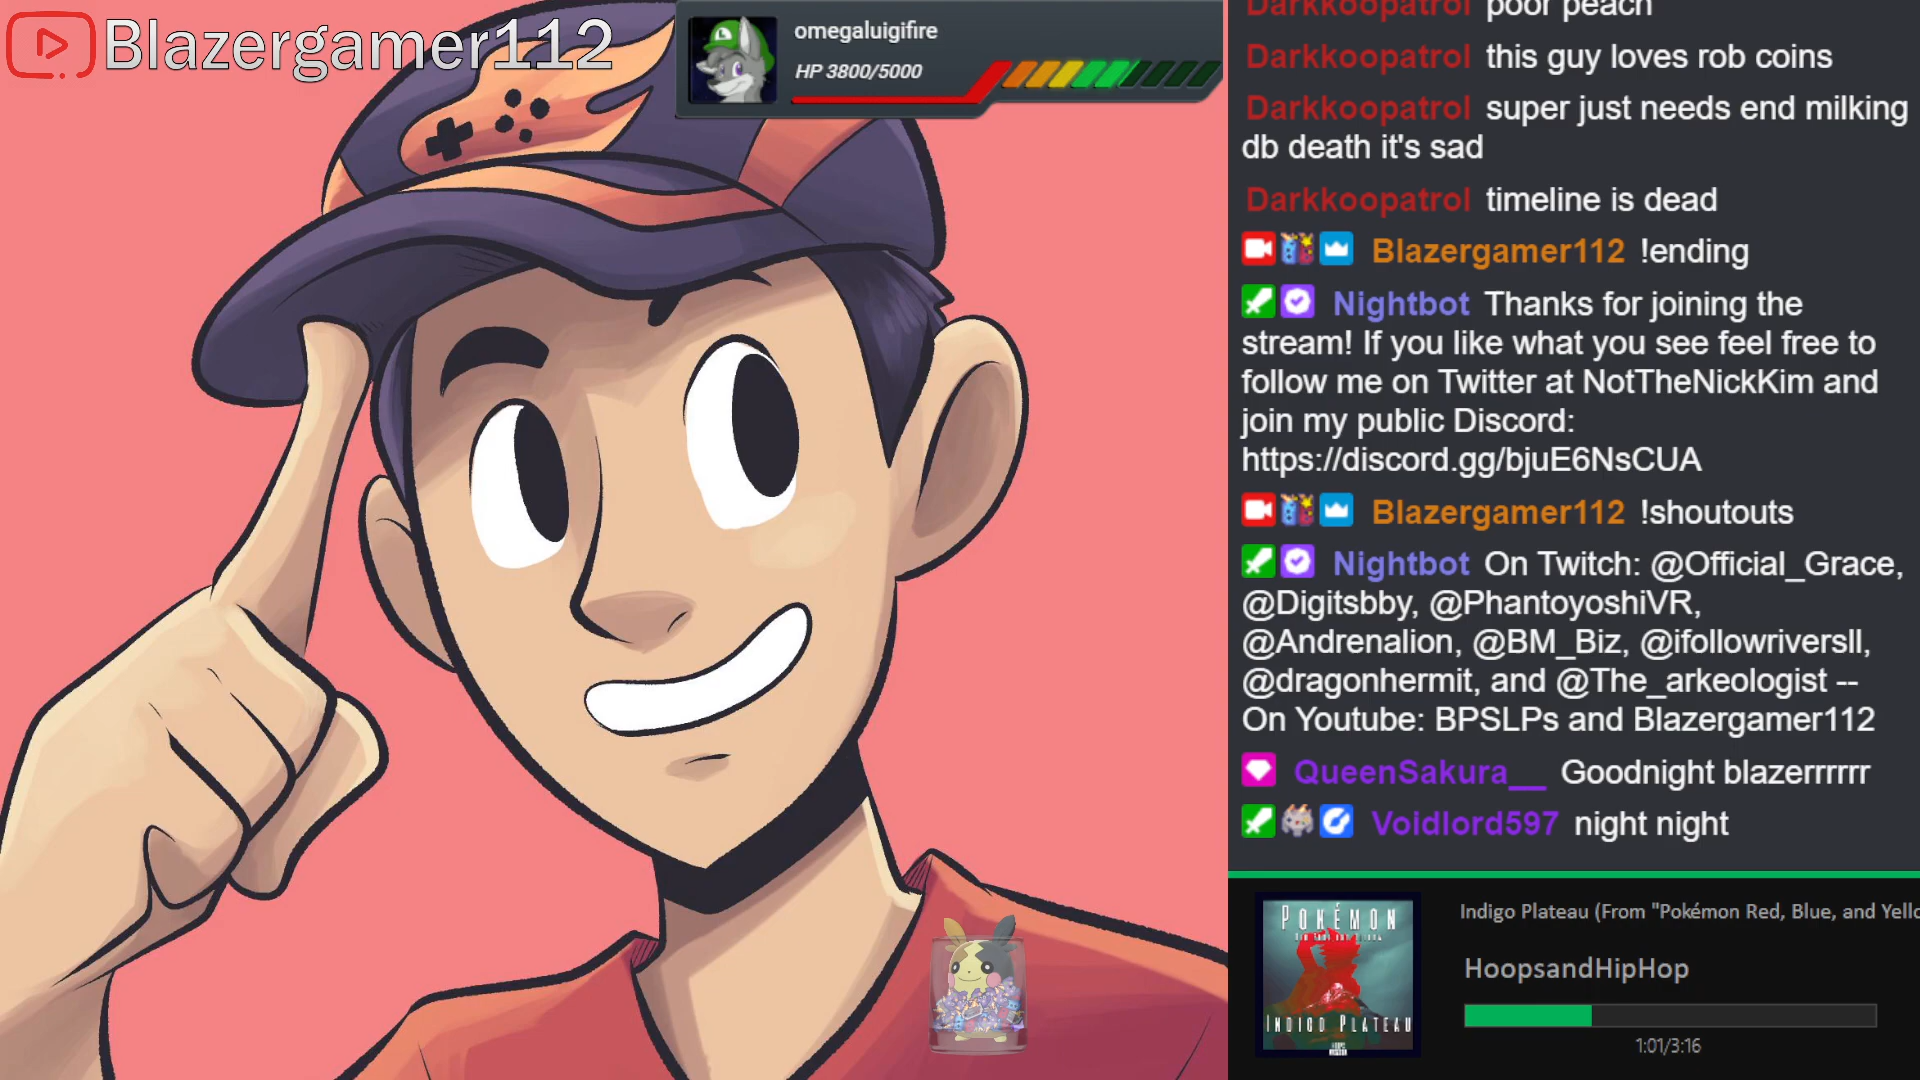 Blazergamer112
omegaluigifire
HP 3800/5000
Darkkoopatrol poor peach
Darkkoopatrol this guy loves rob coins
Darkkoopatrol super just needs end milking
db death it's sad
Darkkoopatrol timeline is dead
Blazergamer112 !ending
Nightbot Thanks for joining the
stream! If you like what you see feel free to
follow me on Twitter at NotTheNickKim and
join my public Discord:
https://discord.gg/bjuE6NsCUA
Blazergamer112 !shoutouts
Nightbot On Twitch: @Official_Grace,
@Digitsbby, @PhantoyoshiVR,
@Andrenalion, @BM_Biz, @ifollowriversll,
@dragonhermit, and @The_arkeologist --
On Youtube: BPSLPs and Blazergamer112
QueenSakura__ Goodnight blazerrrrrr
Voidlord597 night night
POKÉMON
INDIGO PLATEAU
Indigo Plateau (From "Pokémon Red, Blue, and Yello
HoopsandHipHop
1:01/3:16